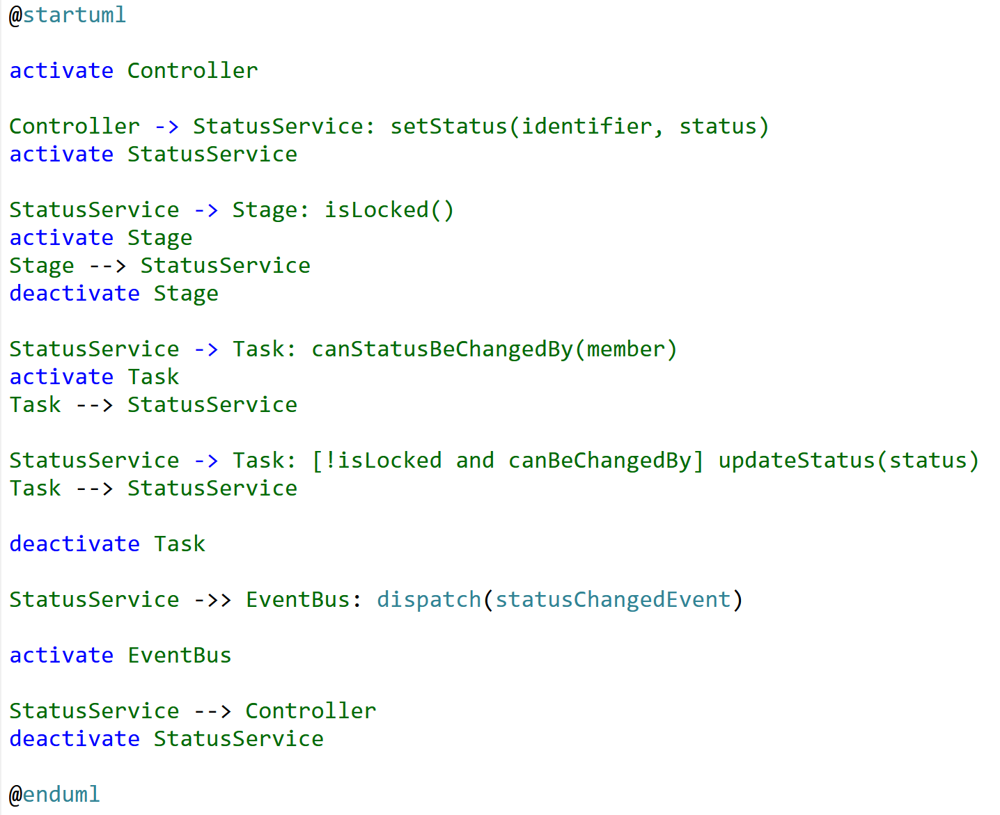 @startuml
activate Controller
Controller -> StatusService: setStatus(identifier, status)
activate StatusService
StatusService -> Stage: isLocked()
activate Stage
Stage --> StatusService
deactivate Stage
StatusService -> Task: canStatusBeChangedBy(member)
activate Task
Task --> StatusService
StatusService -> Task: [!isLocked and canBeChangedBy] updateStatus(status)
Task --> StatusService
deactivate Task
StatusService ->> EventBus: dispatch(statusChangedEvent)
activate EventBus
StatusService --> Controller
deactivate StatusService
@enduml